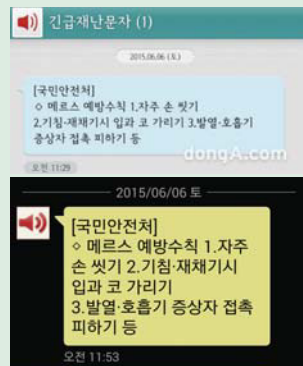 긴급재난문자 (1)
2015.06.06 (토)
[국민안전처]
◇ 메르스 예방수칙 1.자주 손 씻기
2.기침·재채기시 입과 코 가리기 3.발열·호흡기
증상자 접촉 피하기 등
dongA.com
오전 11:29
2015/06/06 토
[국민안전처]
◇ 메르스 예방수칙 1.자주
손 씻기 2.기침·재채기시
입과 코 가리기
3.발열·호흡기 증상자 접촉
피하기 등
오전 11:53